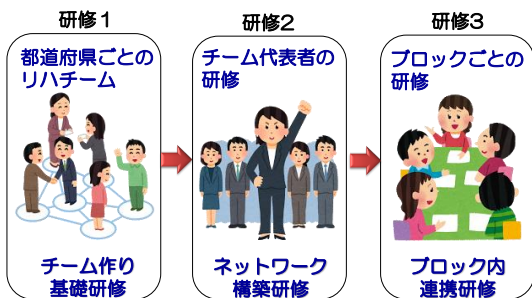 研修１
都道府県ごとの
リハチーム
チーム作り
基礎研修
研修２
チーム代表者の
研修
ネットワーク
構築研修
研修３
ブロックごとの
研修
ブロック内
連携研修